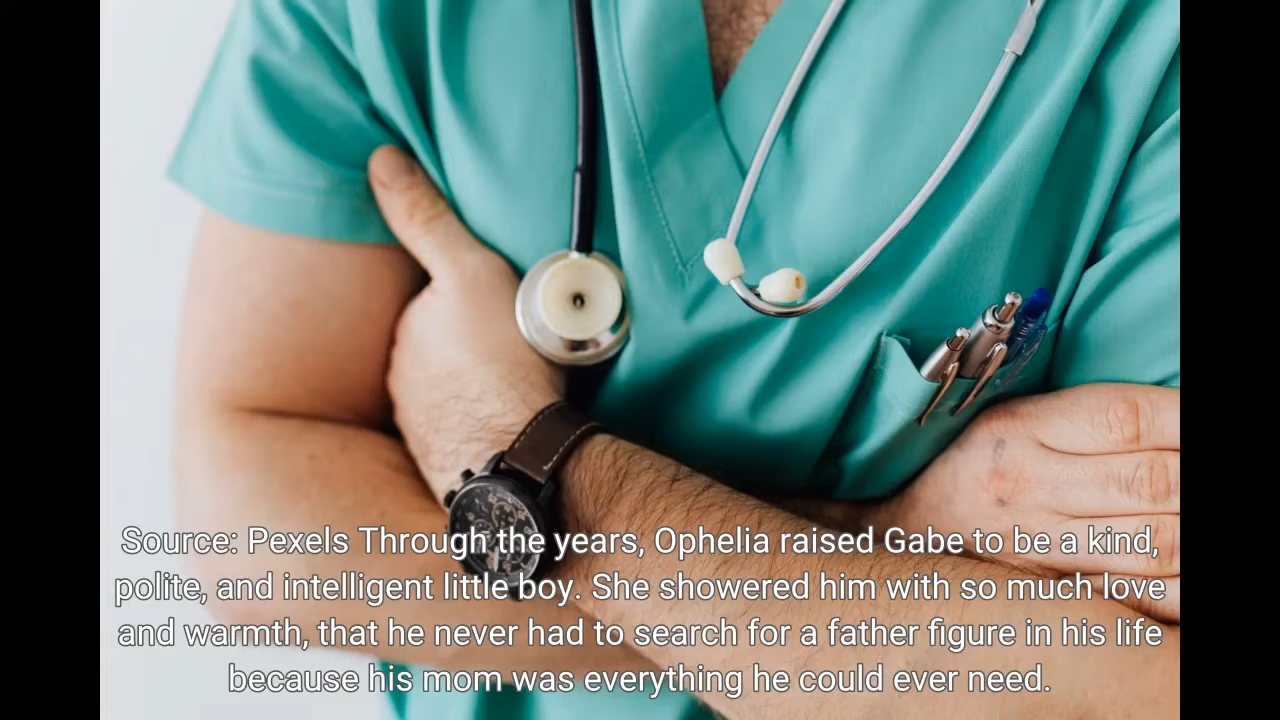 Source: Pexels Through the years, Ophelia raised Gabe to be a kind,
polite, and intelligent little boy. She showered him with so much love
and warmth, that he never had to search for a father figure in his life
because his mom was everything he could ever need.